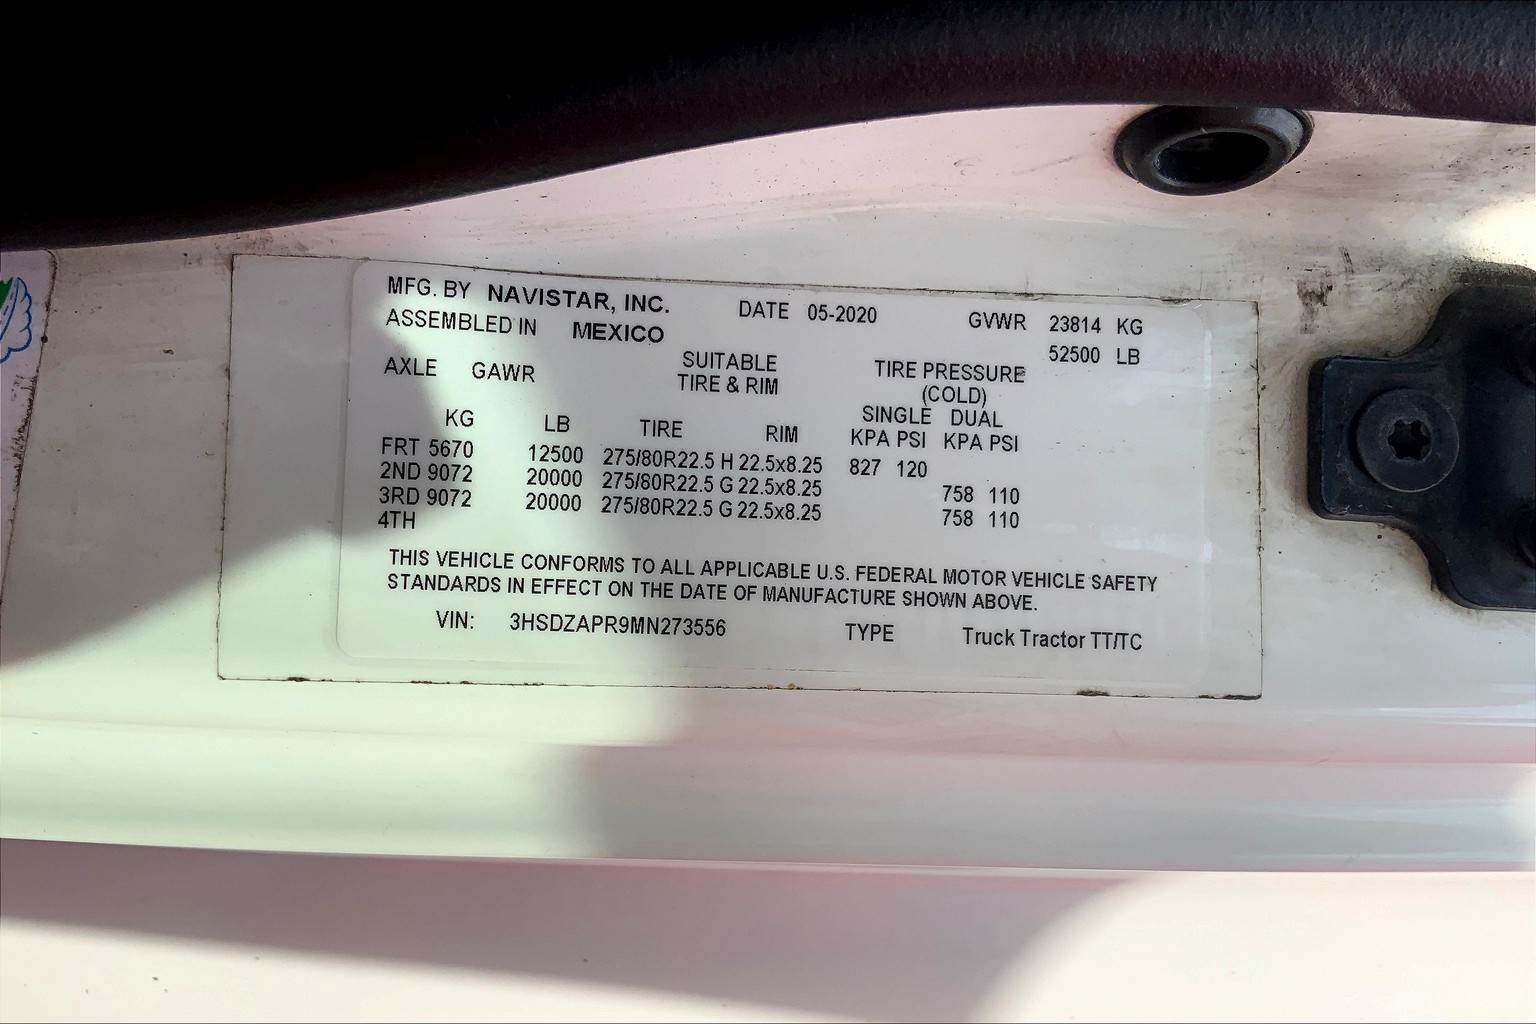 MFG. BY NAVISTAR, INC. DATE 05-2020 GVWR 23814 KG
ASSEMBLED IN MEXICO 52500 LB
AXLE GAWR SUITABLE TIRE PRESSURE
TIRE & RIM (COLD)
SINGLE DUAL
KG LB TIRE RIM KPA PSI KPA PSI
FRT 5670 12500 275/80R22.5 H 22.5x8.25 827 120
2ND 9072 20000 275/80R22.5 G 22.5x8.25 758 110
3RD 9072 20000 275/80R22.5 G 22.5x8.25 758 110
4TH
THIS VEHICLE CONFORMS TO ALL APPLICABLE U.S. FEDERAL MOTOR VEHICLE SAFETY
STANDARDS IN EFFECT ON THE DATE OF MANUFACTURE SHOWN ABOVE.
VIN: 3HSDZAPR9MN273556 TYPE Truck Tractor TT/TC